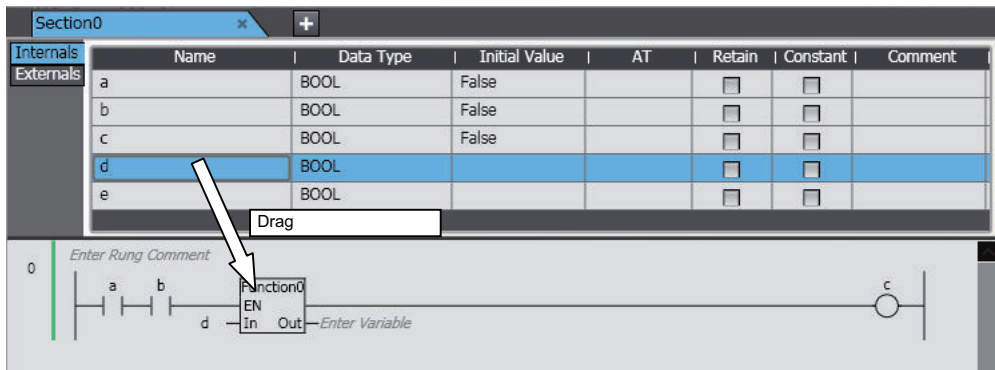 Section0 × +
Internals
Externals
Name Data Type Initial Value AT Retain Constant Comment
a BOOL False
b BOOL False
c BOOL False
d BOOL
e BOOL
Drag
Enter Rung Comment
0
a b Function0 c
EN
d In Out Enter Variable